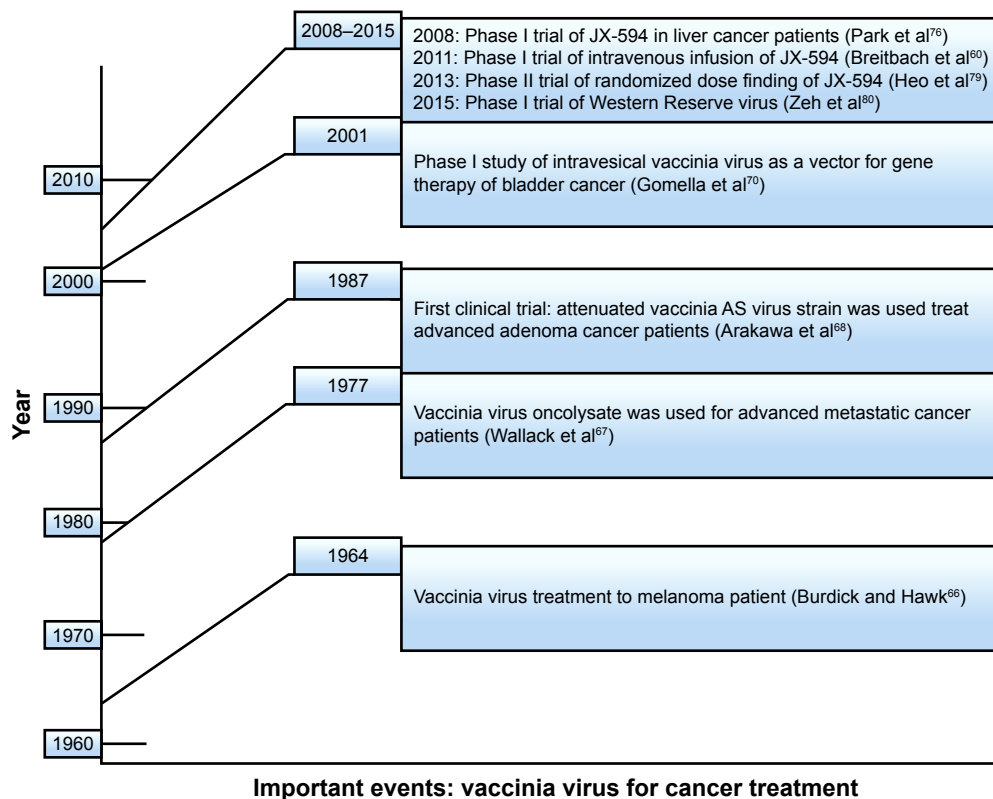 2008–2015
2008: Phase I trial of JX-594 in liver cancer patients (Park et al76)
2011: Phase I trial of intravenous infusion of JX-594 (Breitbach et al60)
2013: Phase II trial of randomized dose finding of JX-594 (Heo et al79)
2015: Phase I trial of Western Reserve virus (Zeh et al80)
2001
Phase I study of intravesical vaccinia virus as a vector for gene
therapy of bladder cancer (Gomella et al70)
1987
First clinical trial: attenuated vaccinia AS virus strain was used treat
advanced adenoma cancer patients (Arakawa et al68)
1977
Vaccinia virus oncolysate was used for advanced metastatic cancer
patients (Wallack et al67)
1964
Vaccinia virus treatment to melanoma patient (Burdick and Hawk66)
Year
2010
2000
1990
1980
1970
1960
Important events: vaccinia virus for cancer treatment